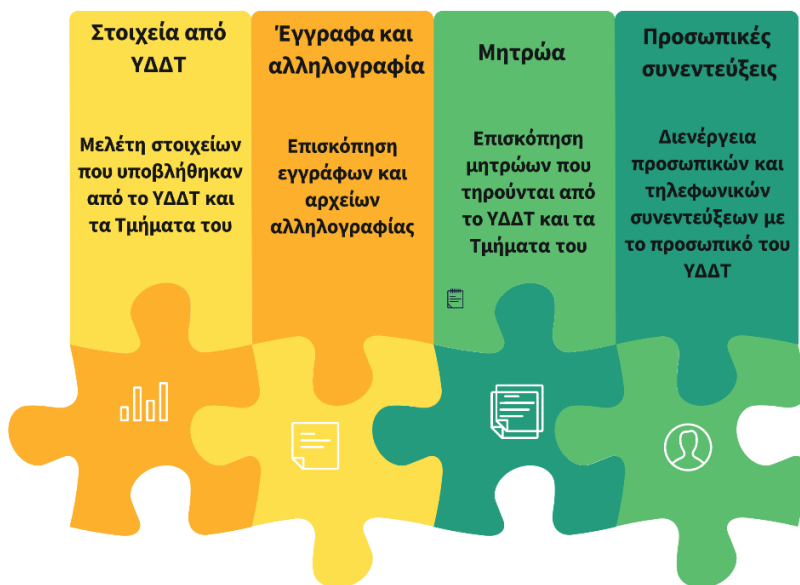 Στοιχεία από
ΥΔΔΤ
Μελέτη στοιχείων
που υποβλήθηκαν
από το ΥΔΔΤ και
τα Τμήματα του
Έγγραφα και
αλληλογραφία
Επισκόπηση
εγγράφων και
αρχείων
αλληλογραφίας
Μητρώα
Επισκόπηση
μητρώων που
τηρούνται από
το ΥΔΔΤ και τα
Τμήματα του
Προσωπικές
συνεντεύξεις
Διενέργεια
προσωπικών και
τηλεφωνικών
συνεντεύξεων με
το προσωπικό του
ΥΔΔΤ